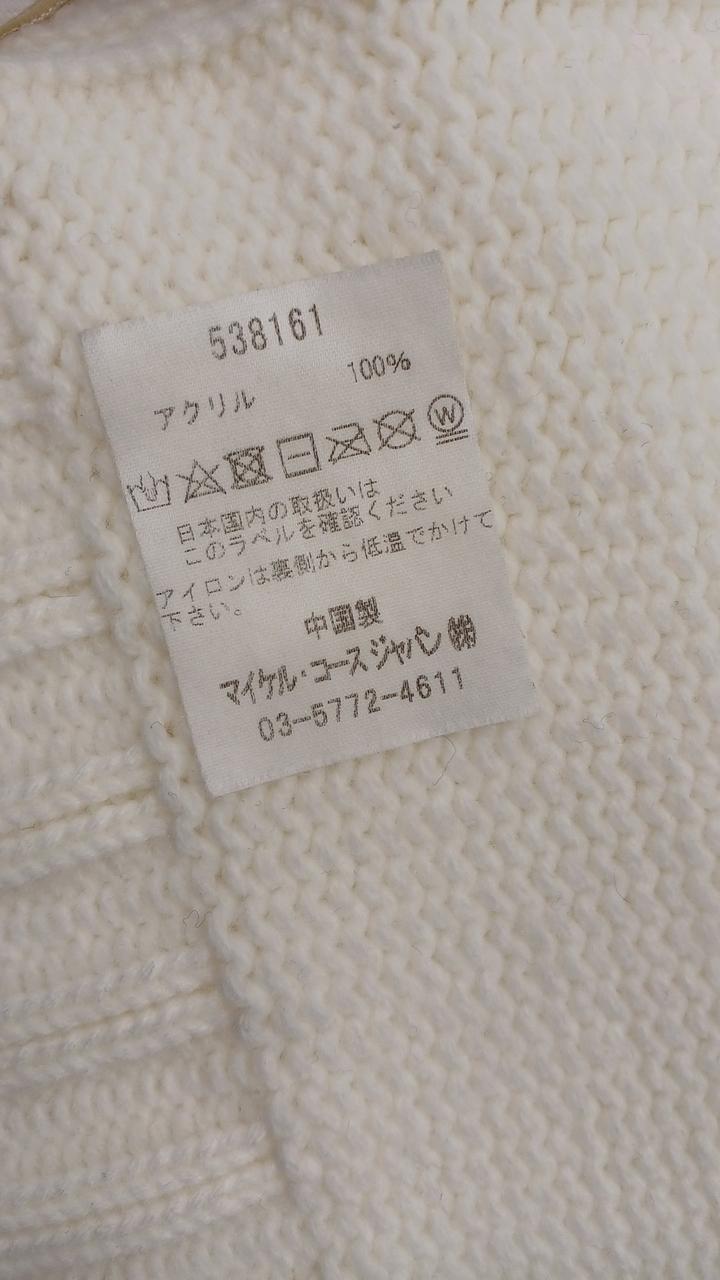 538161
100%
アクリル
W
日本国内の取扱いは
このラベルを確認ください
アイロンは裏側から低温でかけて
下さい。
中国製
マイケル・コースジャパン㈱
03-5772-4611